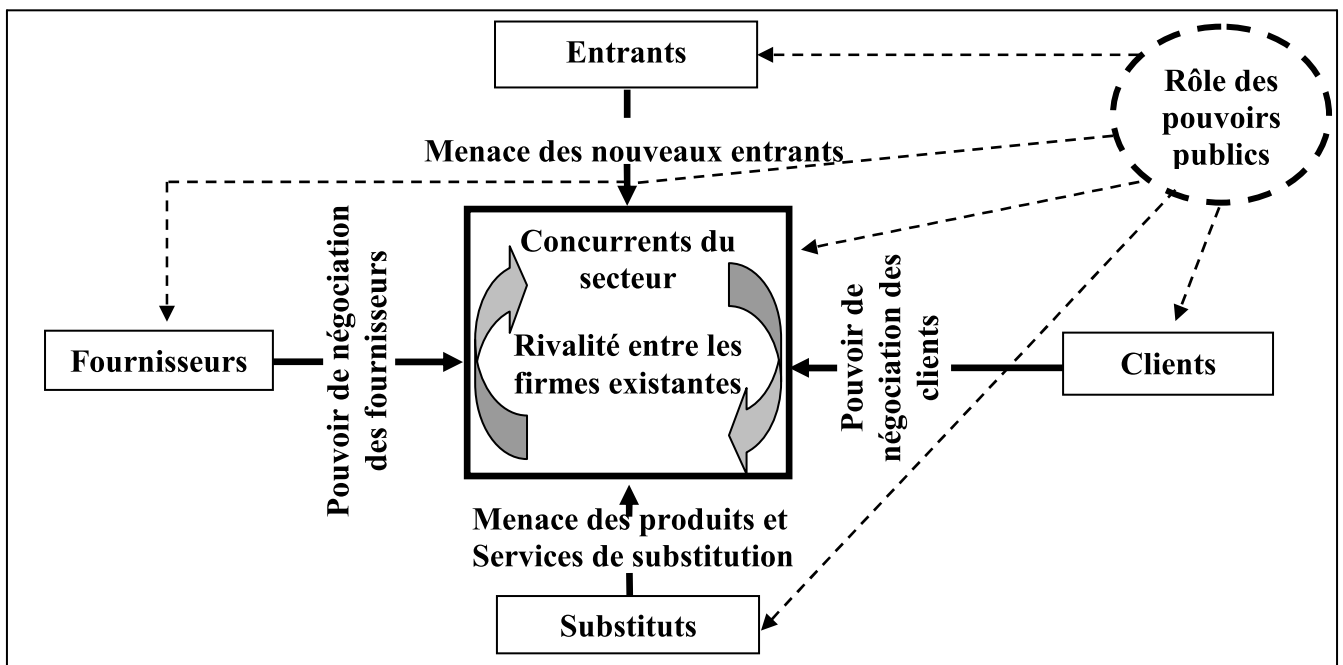 Entrants
Rôle des
pouvoirs
publics
Menace des nouveaux entrants
Concurrents du
secteur
Rivalité entre les
firmes existantes
Fournisseurs
Pouvoir de négociation
des fournisseurs
Pouvoir de
négociation des
clients
Clients
Menace des produits et
Services de substitution
Substituts